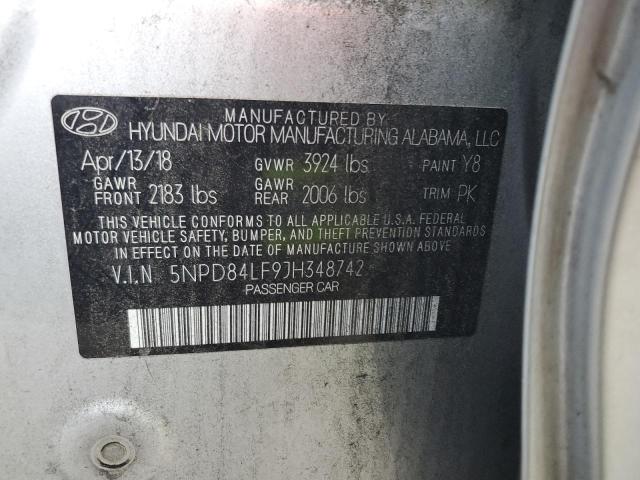 MANUFACTURED BY
HYUNDAI MOTOR MANUFACTURING ALABAMA, LLC
Apr/13/18 GVWR 3924 lbs PAINT Y8
GAWR FRONT 2183 lbs GAWR REAR 2006 lbs TRIM PK
THIS VEHICLE CONFORMS TO ALL APPLICABLE U.S.A. FEDERAL
MOTOR VEHICLE SAFETY, BUMPER, AND THEFT PREVENTION STANDARDS
IN EFFECT ON THE DATE OF MANUFACTURE SHOWN ABOVE.
V.I.N 5NPD84LF9JH348742
PASSENGER CAR